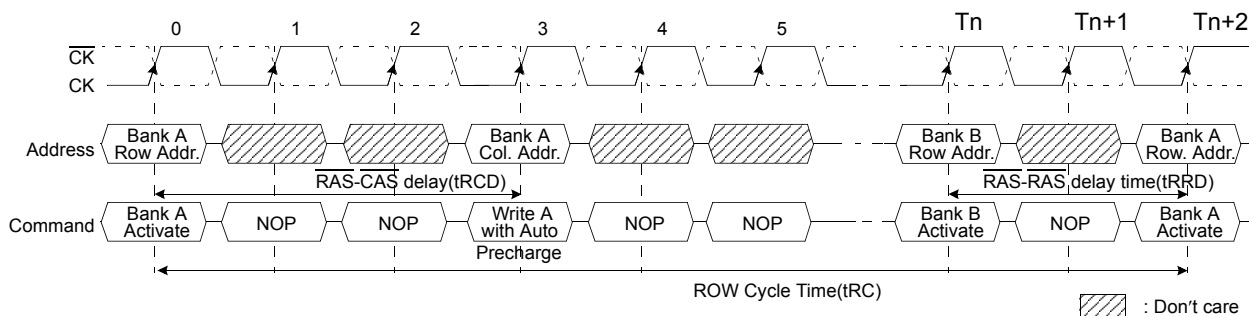 0 1 2 3 4 5 Tn Tn+1 Tn+2
CK
CK
Address
Bank A
Row Addr.
Bank A
Col. Addr.
Bank B
Row Addr.
Bank A
Row. Addr.
RAS-CAS delay(tRCD)
RAS-RAS delay time(tRRD)
Command
Bank A
Activate
NOP
NOP
Write A
with Auto
Precharge
NOP
NOP
Bank B
Activate
NOP
Bank A
Activate
ROW Cycle Time(tRC)
: Don't care